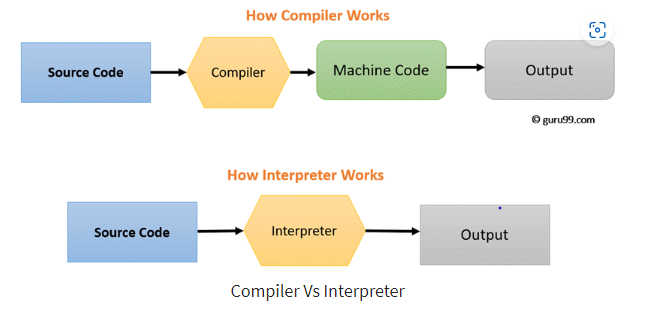 How Compiler Works
Source Code
Compiler
Machine Code
Output
© guru99.com
How Interpreter Works
Source Code
Interpreter
Output
Compiler Vs Interpreter